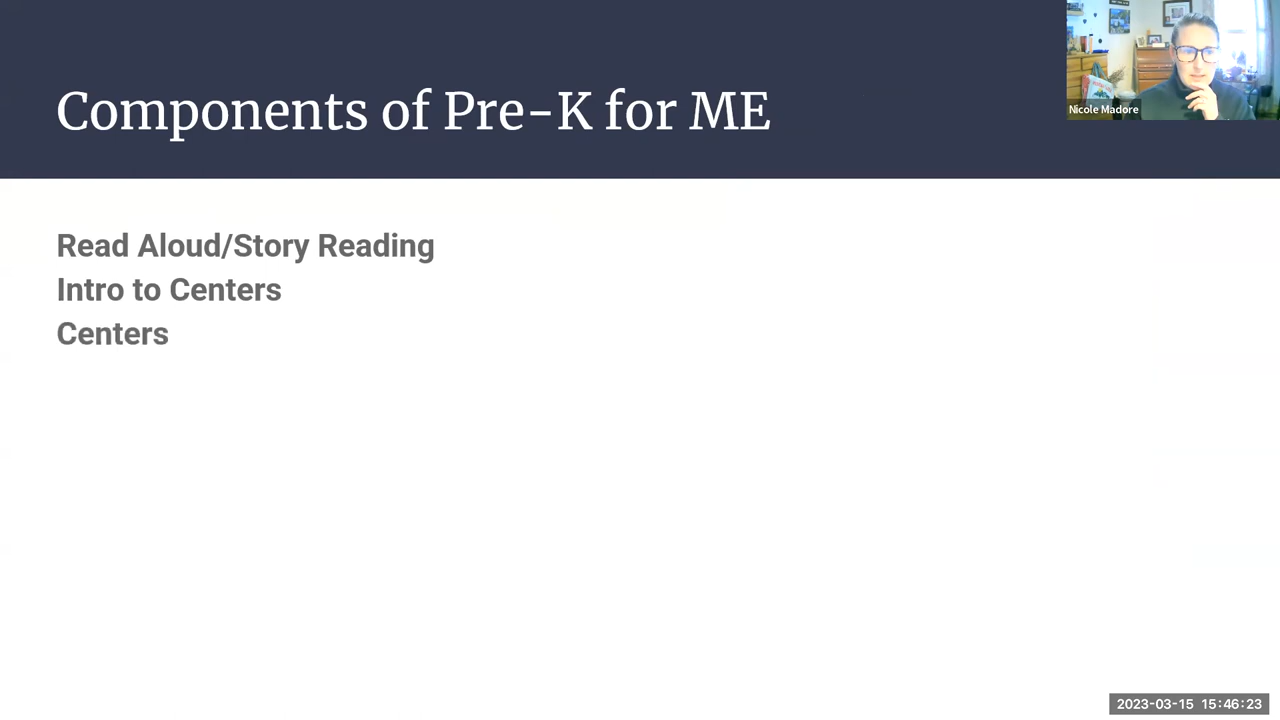 Components of Pre-K for ME
Nicole Madore
Read Aloud/Story Reading
Intro to Centers
Centers
2023-03-15 15:46:23